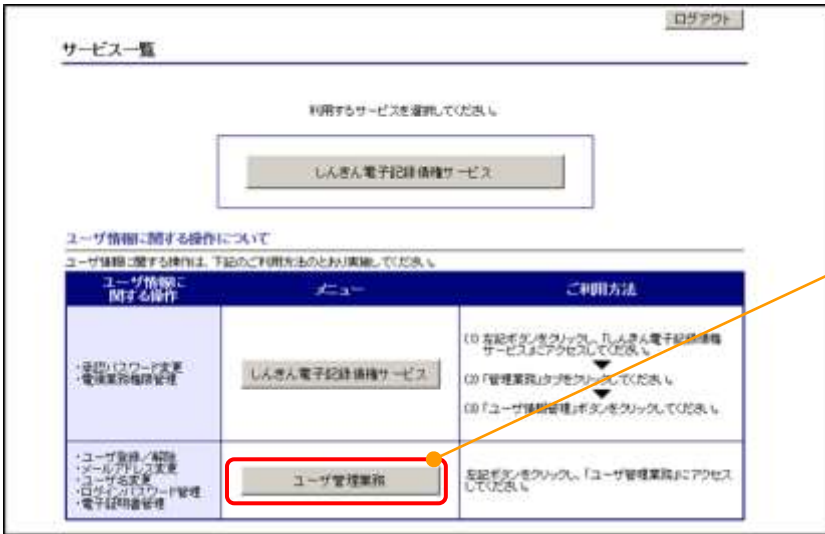 ログアウト
サービス一覧
利用するサービスを選択してください。
しんきん電子記録債権サービス
ユーザ情報に関する操作について
ユーザ情報に関する操作は、下記のご利用方法のとおり実施してください。
ユーザ情報に
関する操作
メニュー
ご利用方法
・承認パスワード変更
・電債業務権限管理
しんきん電子記録債権サービス
(1) 左記ボタンをクリックし、「しんきん電子記録債権
サービス」にアクセスしてください。
(2)「管理業務」タブをクリックしてください。
(3)「ユーザ情報管理」ボタンをクリックしてください。
・ユーザ登録/解除
・メールアドレス変更
・ユーザ名変更
・ログインパスワード管理
・電子証明書管理
ユーザ管理業務
左記ボタンをクリックし、「ユーザ管理業務」にアクセス
してください。